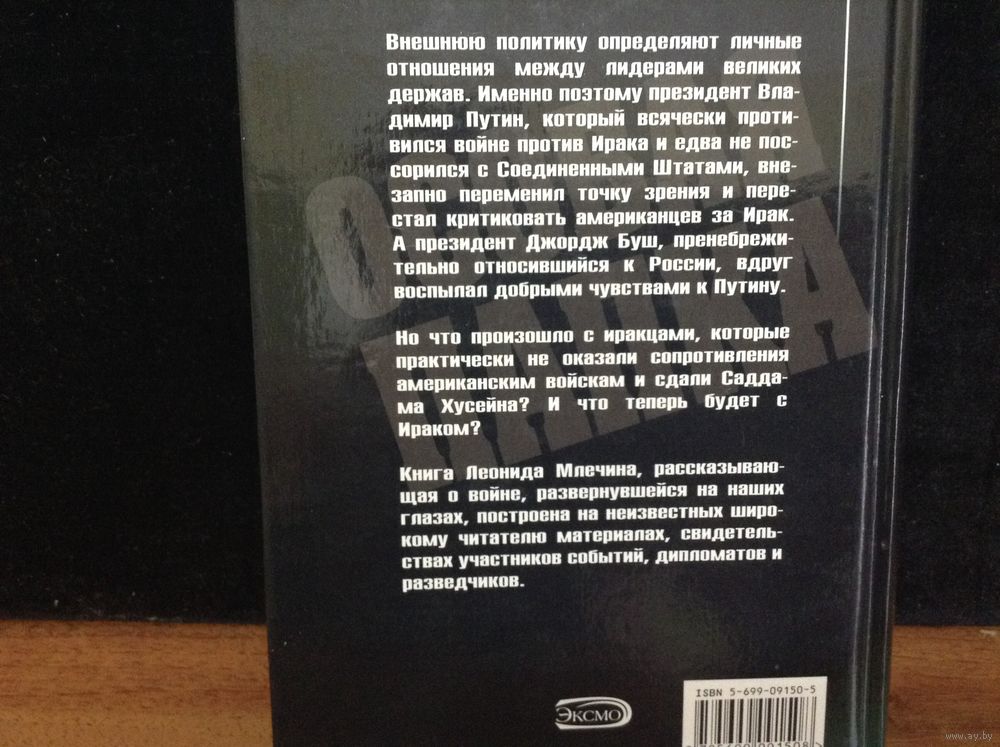 Внешнюю политику определяют личные
отношения между лидерами великих
держав. Именно поэтому президент Вла-
димир Путин, который всячески проти-
вился войне против Ирака и едва не пос-
сорился с Соединенными Штатами, вне-
запно переменил точку зрения и пере-
стал критиковать американцев за Ирак.
А президент Джордж Буш, пренебрежи-
тельно относившийся к России, вдруг
воспылал добрыми чувствами к Путину.
Но что произошло с иракцами, которые
практически не оказали сопротивления
американским войскам и сдали Садда-
ма Хусейна? И что теперь будет с
Ираком?
Книга Леонида Млечина, рассказываю-
щая о войне, развернувшейся на наших
глазах, построена на неизвестных широ-
кому читателю материалах, свидетель-
ствах участников событий, дипломатов и
разведчиков.
ISBN 5-699-09150-5
ЭКСМО
www.ay.by